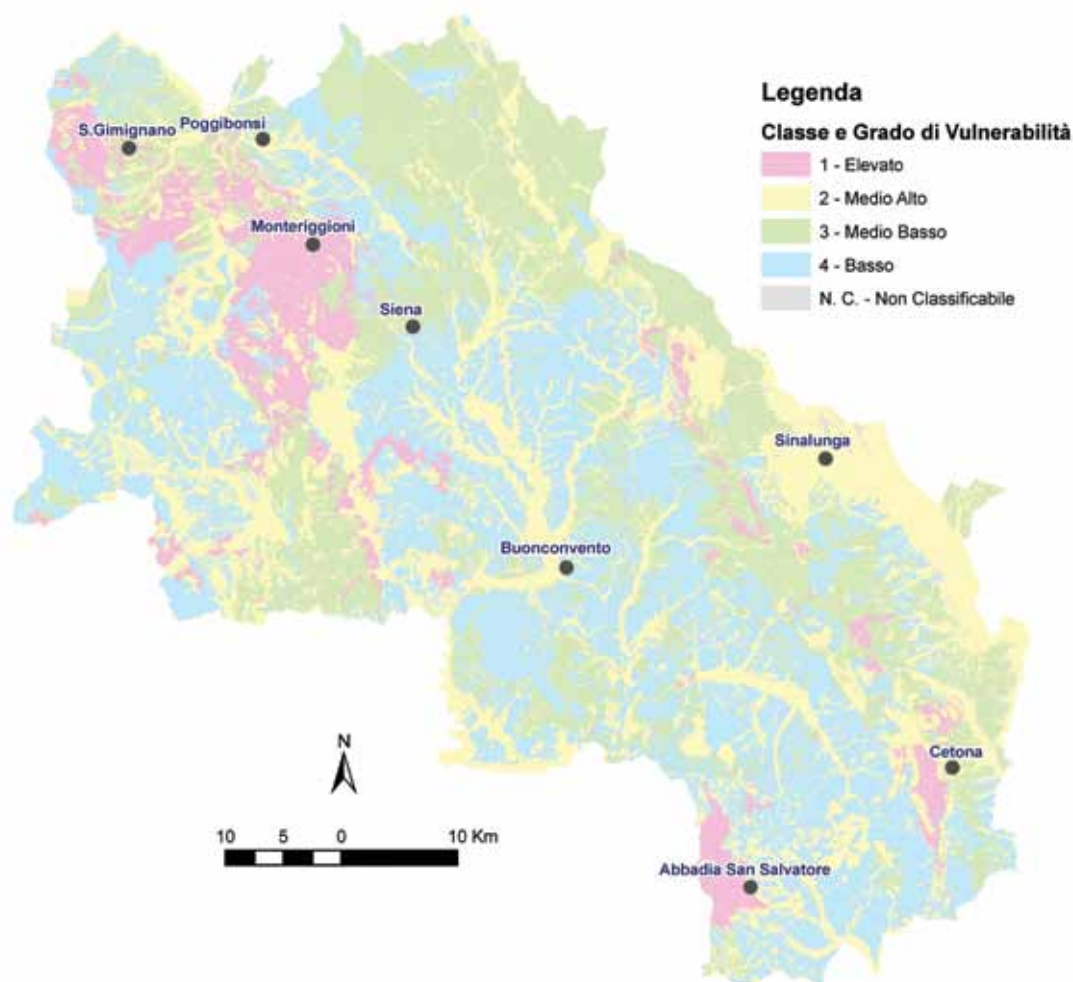 Legenda
Classe e Grado di Vulnerabilità
1 - Elevato
2 - Medio Alto
3 - Medio Basso
4 - Basso
N. C. - Non Classificabile
S.Gimignano
Poggibonsi
Monteriggioni
Siena
Sinalunga
Buonconvento
Cetona
Abbadia San Salvatore
N
10 5 0 10 Km